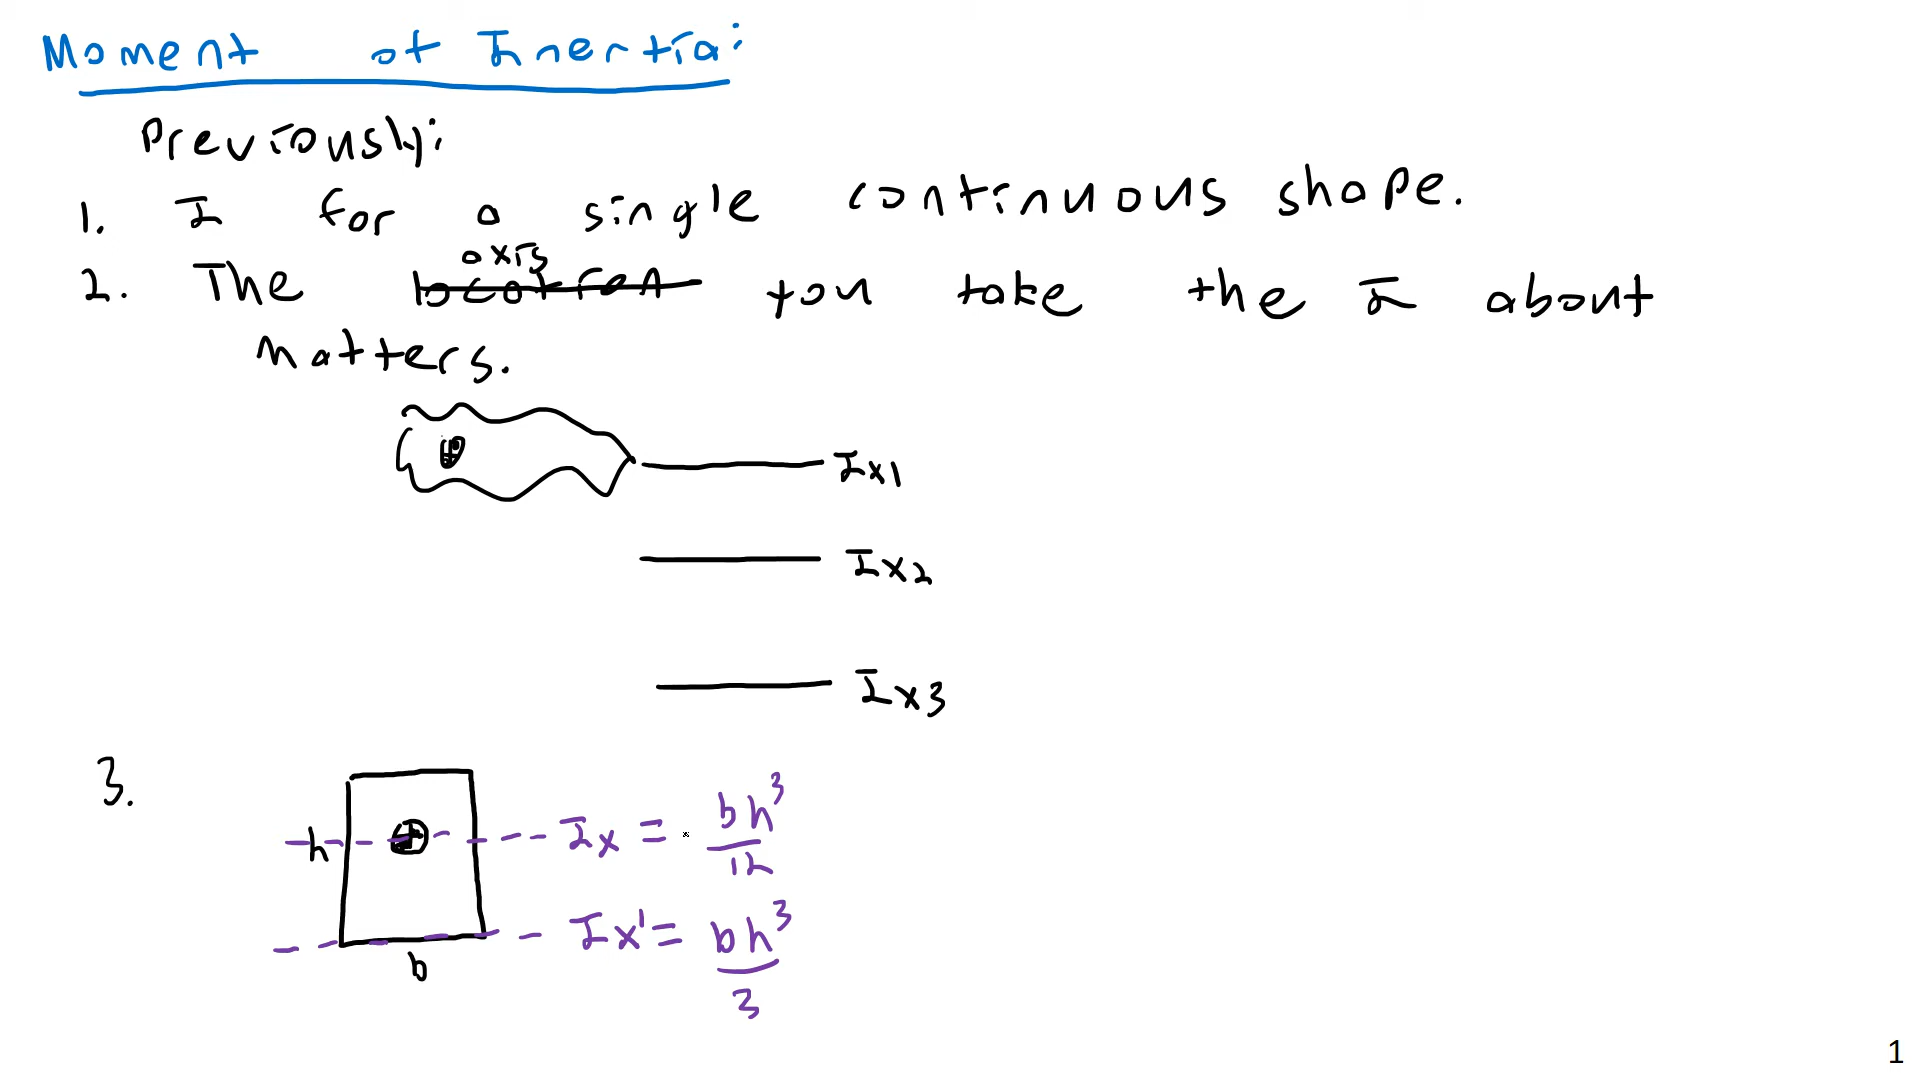 Moment of Inertia:
Previously:
1. I for a single continuous shape.
axis
2. The location you take the I about
matters.
Ix1
Ix2
Ix3
3.
h
Ix = bh³/12
Ix' = bh³/3
b
1